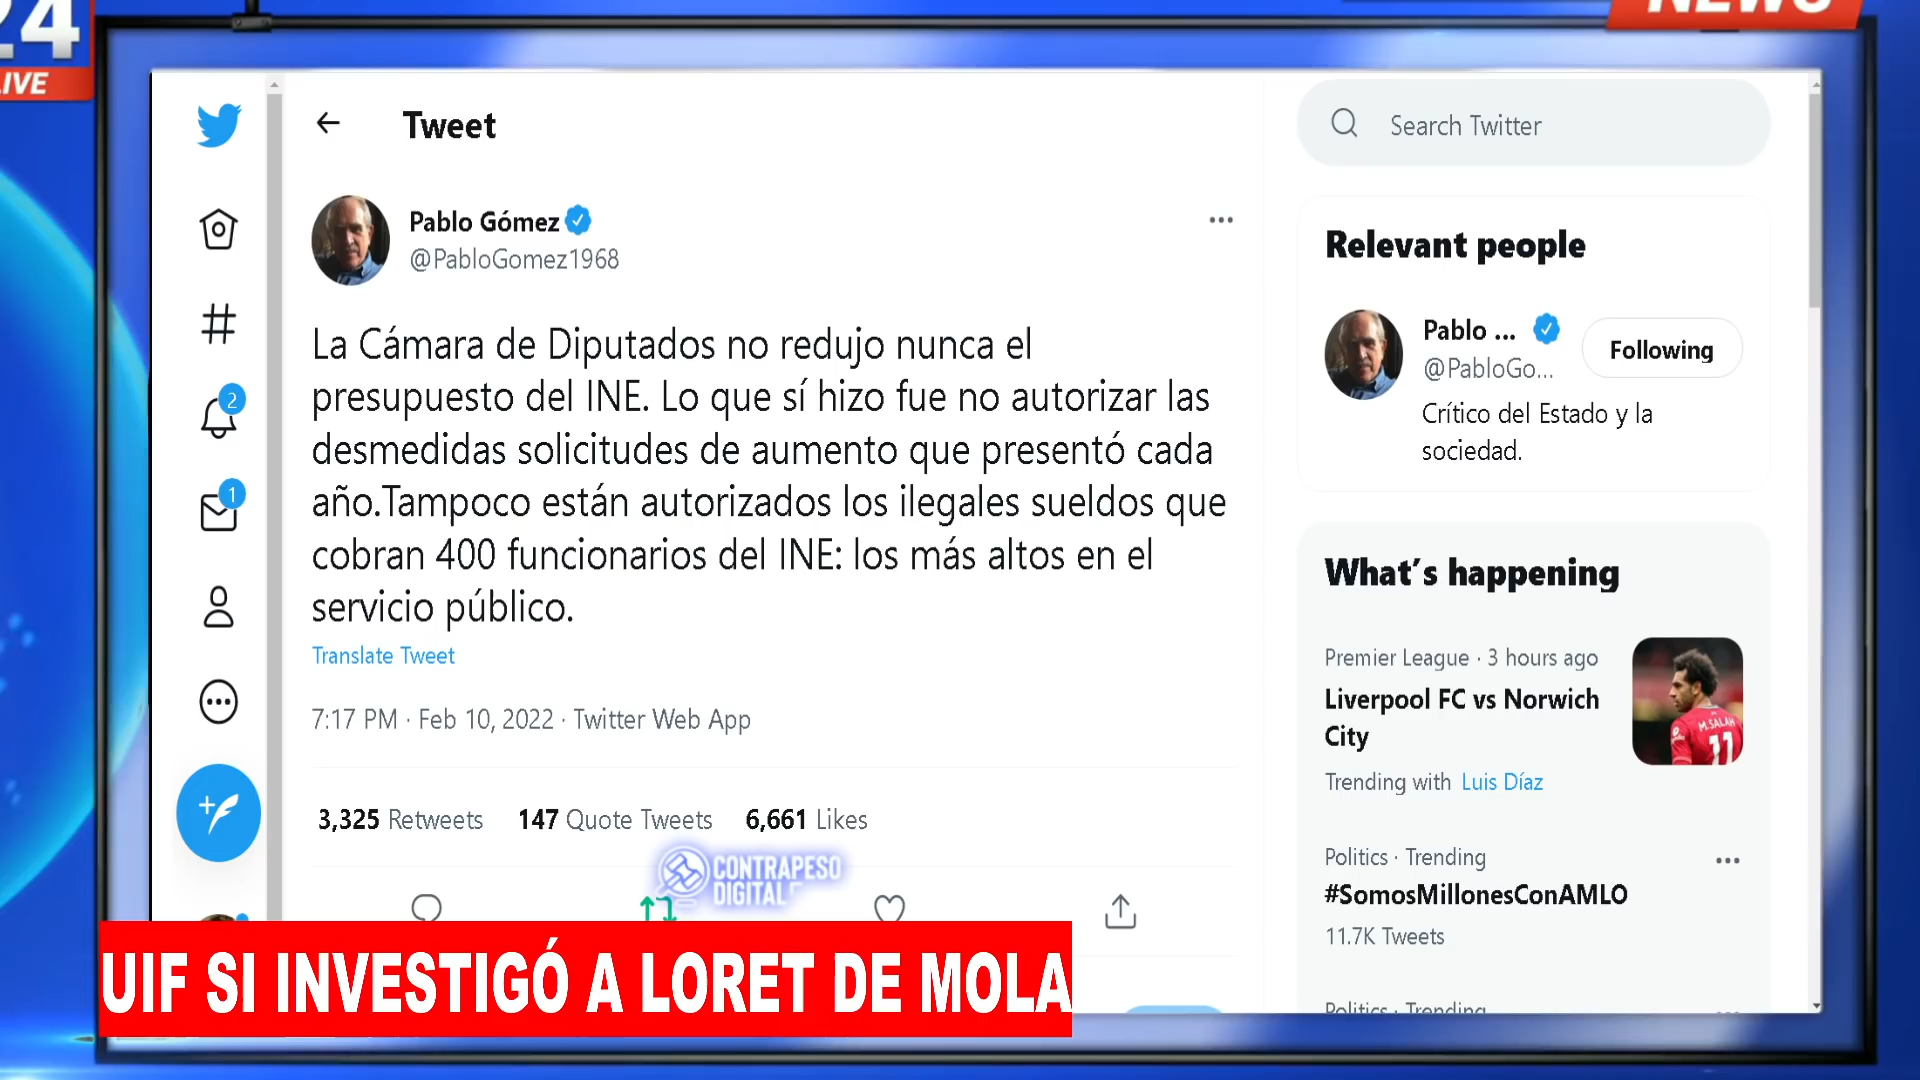 24
LIVE
NEWS
Tweet
Search Twitter
Pablo Gómez
@PabloGomez1968
La Cámara de Diputados no redujo nunca el
presupuesto del INE. Lo que sí hizo fue no autorizar las
desmedidas solicitudes de aumento que presentó cada
año.Tampoco están autorizados los ilegales sueldos que
cobran 400 funcionarios del INE: los más altos en el
servicio público.
Translate Tweet
7:17 PM · Feb 10, 2022 · Twitter Web App
3,325 Retweets 147 Quote Tweets 6,661 Likes
2
1
Relevant people
Pablo ...
@PabloGo...
Following
Crítico del Estado y la
sociedad.
What's happening
Premier League · 3 hours ago
Liverpool FC vs Norwich
City
Trending with Luis Díaz
M.SALAH
11
Politics · Trending
#SomosMillonesConAMLO
11.7K Tweets
Politics · Trending
CONTRAPESO
DIGITAL
UIF SI INVESTIGÓ A LORET DE MOLA